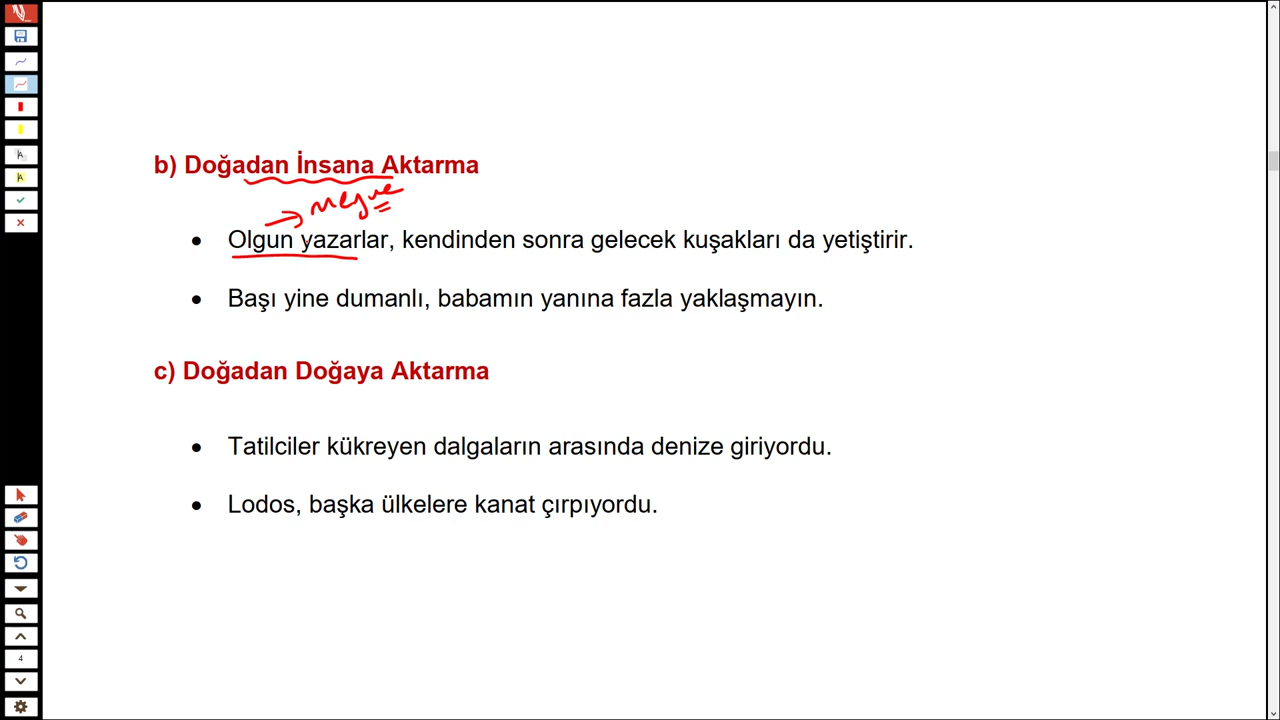 b) Doğadan İnsana Aktarma
meyve
• Olgun yazarlar, kendinden sonra gelecek kuşakları da yetiştirir.
• Başı yine dumanlı, babamın yanına fazla yaklaşmayın.
c) Doğadan Doğaya Aktarma
• Tatilciler kükreyen dalgaların arasında denize giriyordu.
• Lodos, başka ülkelere kanat çırpıyordu.
A
A
4